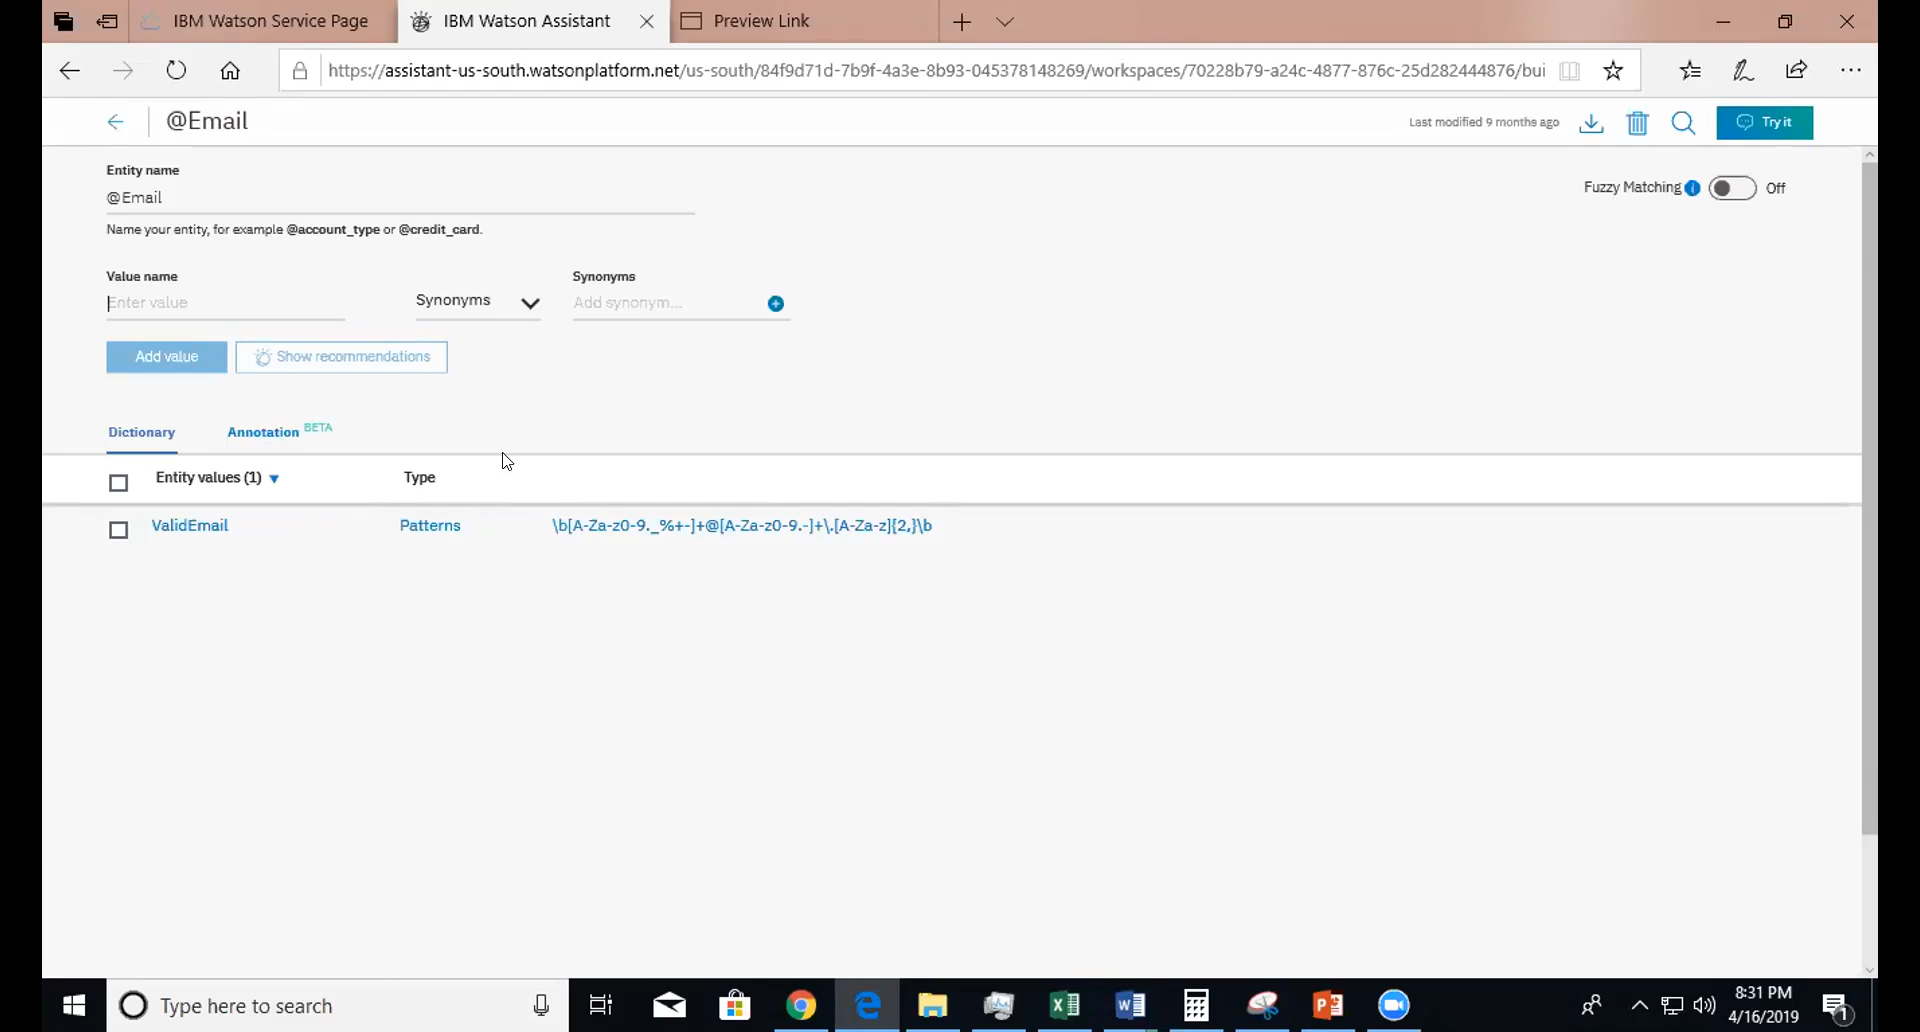 IBM Watson Service Page
IBM Watson Assistant
Preview Link
https://assistant-us-south.watsonplatform.net/us-south/84f9d71d-7b9f-4a3e-8b93-045378148269/workspaces/70228b79-a24c-4877-876c-25d282444876/bui
@Email
Last modified 9 months ago
Try it
Entity name
@Email
Fuzzy Matching
Off
Name your entity, for example @account_type or @credit_card.
Value name
Synonyms
Enter value
Synonyms
Add synonym...
Add value
Show recommendations
Dictionary
Annotation BETA
Entity values (1)
Type
ValidEmail
Patterns
\b[A-Za-z0-9._%+-]+@[A-Za-z0-9.-]+\.[A-Za-z]{2,}\b
Type here to search
8:31 PM
4/16/2019
1